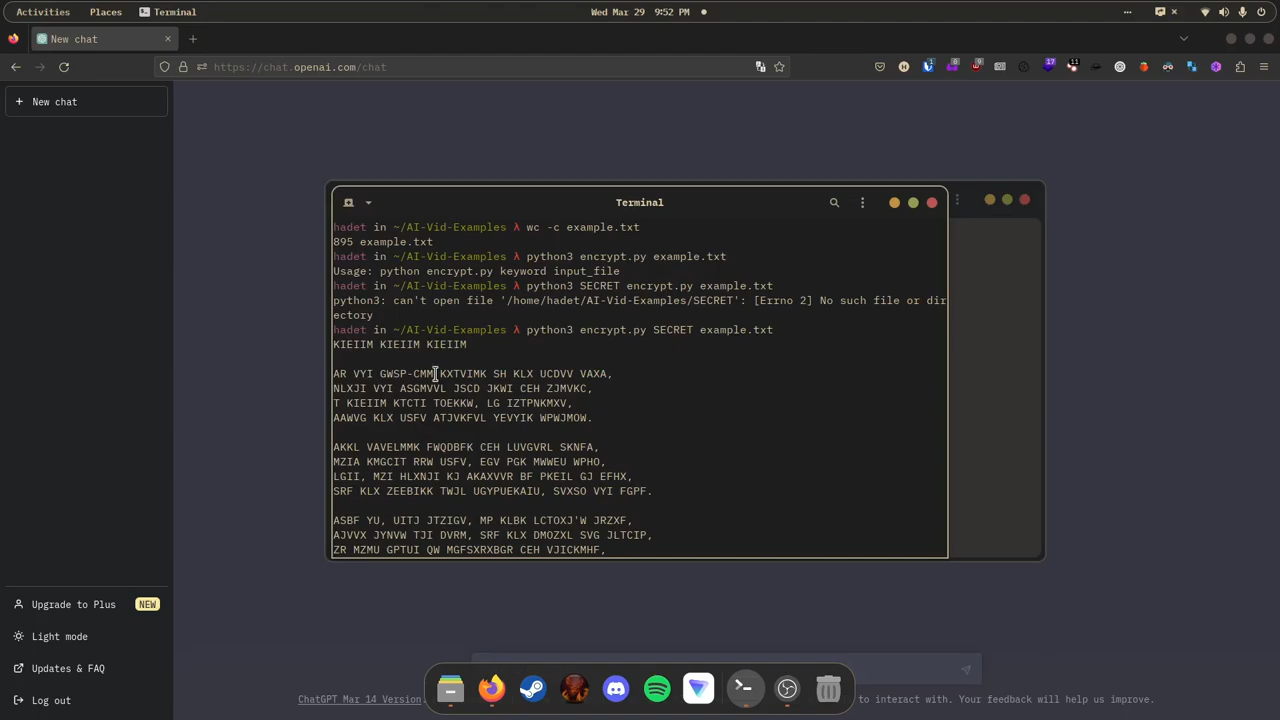 Activities Places Terminal Wed Mar 29 9:52 PM
New chat
https://chat.openai.com/chat 1 6 9 17 11
New chat
Terminal
hadet in ~/AI-Vid-Examples λ wc -c example.txt
895 example.txt
hadet in ~/AI-Vid-Examples λ python3 encrypt.py example.txt
Usage: python encrypt.py keyword input_file
hadet in ~/AI-Vid-Examples λ python3 SECRET encrypt.py example.txt
python3: can't open file '/home/hadet/AI-Vid-Examples/SECRET': [Errno 2] No such file or dir
ectory
hadet in ~/AI-Vid-Examples λ python3 encrypt.py SECRET example.txt
KIEIIM KIEIIM KIEIIM
AR VYI GWSP-CMM KXTVIMK SH KLX UCDVV VAXA,
NLXJI VYI ASGMVVL JSCD JKWI CEH ZJMVKC,
T KIEIIM KTCTI TOEKKW, LG IZTPNKMXV,
AAWVG KLX USFV ATJVKFVL YEVYIK WPWJMOW.
AKKL VAVELMMK FWQDBFK CEH LUVGVRL SKNFA,
MZIA KMGCIT RRW USFV, EGV PGK MWWEU WPHO,
LGII, MZI HLXNJI KJ AKAXVVR BF PKEIL GJ EFHX,
SRF KLX ZEEBIKK TWJL UGYPUEKAIU, SVXSO VYI FGPF.
ASBF YU, UITJ JTZIGV, MP KLBK LCTOXJ'W JRZXF,
AJVVX JYNVW TJI DVRM, SRF KLX DMOZXL SVG JLTCIP,
ZR MZMU GPTUI QW MGFSXRXBGR CEH VJICKMHF,
Upgrade to Plus NEW
Light mode
Updates & FAQ
Log out
ChatGPT Mar 14 Version. to interact with. Your feedback will help us improve.